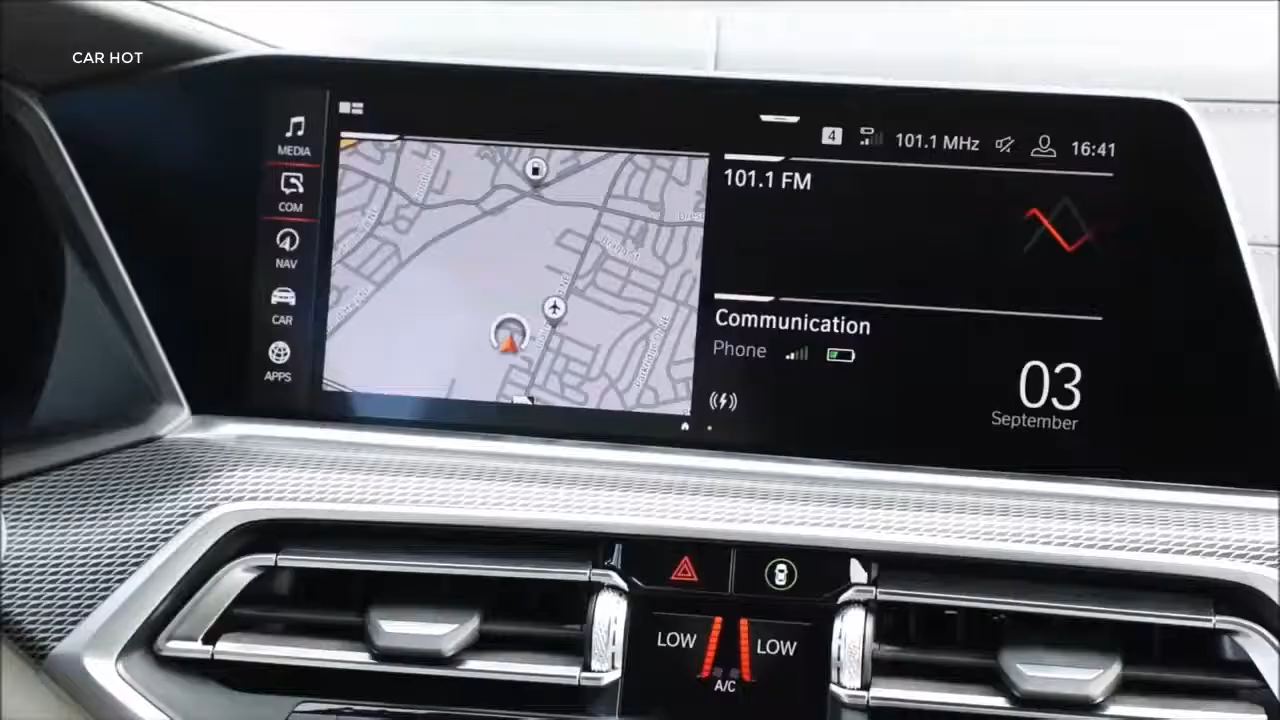 CAR HOT
MEDIA
COM
NAV
CAR
APPS
4
101.1 MHz
16:41
101.1 FM
Communication
Phone
03
September
LOW
LOW
A/C